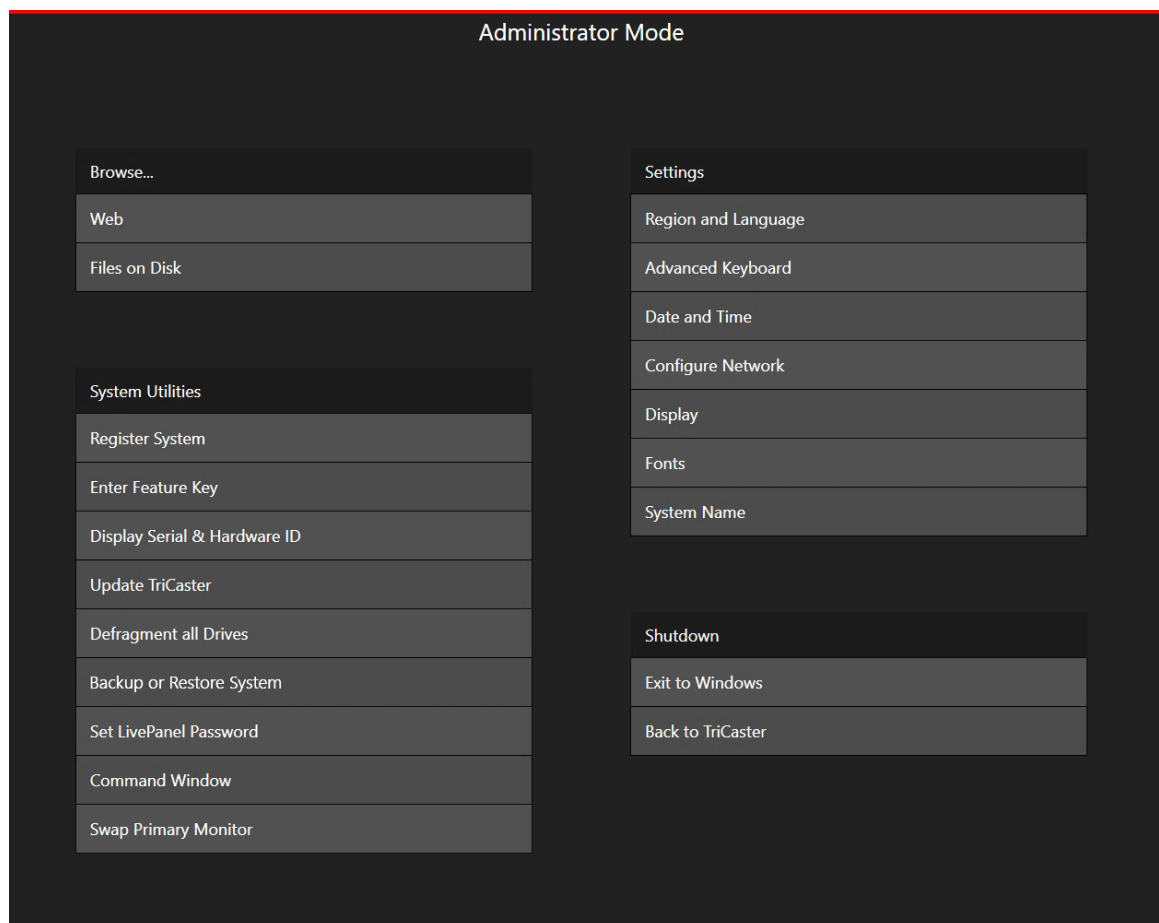 Administrator Mode
Browse...
Web
Files on Disk
System Utilities
Register System
Enter Feature Key
Display Serial & Hardware ID
Update TriCaster
Defragment all Drives
Backup or Restore System
Set LivePanel Password
Command Window
Swap Primary Monitor
Settings
Region and Language
Advanced Keyboard
Date and Time
Configure Network
Display
Fonts
System Name
Shutdown
Exit to Windows
Back to TriCaster